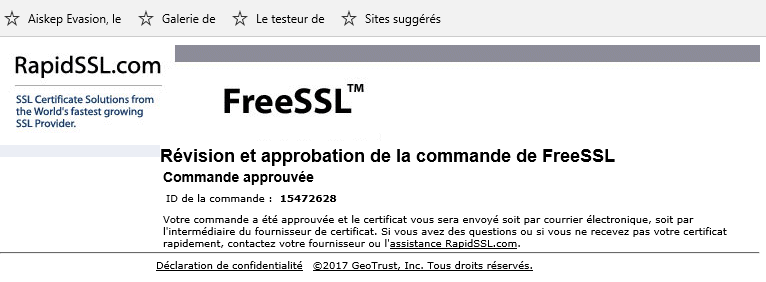 Aiskep Evasion, le Galerie de Le testeur de Sites suggérés
RapidSSL.com
SSL Certificate Solutions from
the World's fastest growing
SSL Provider.
FreeSSL™
Révision et approbation de la commande de FreeSSL
Commande approuvée
ID de la commande : 15472628
Votre commande a été approuvée et le certificat vous sera envoyé soit par courrier électronique, soit par
l'intermédiaire du fournisseur de certificat. Si vous avez des questions ou si vous ne recevez pas votre certificat
rapidement, contactez votre fournisseur ou l'assistance RapidSSL.com.
Déclaration de confidentialité ©2017 GeoTrust, Inc. Tous droits réservés.